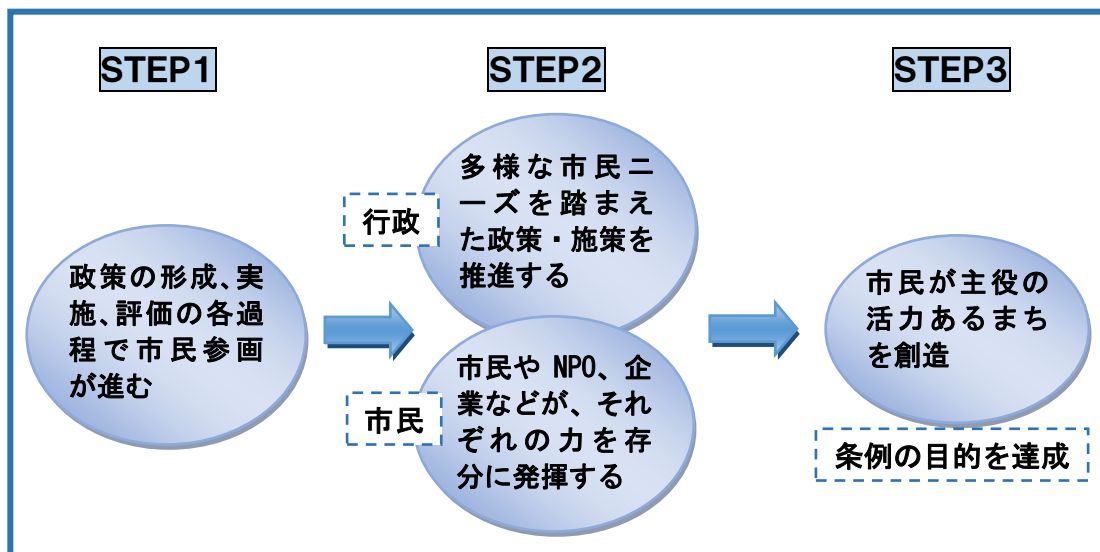 STEP1
政策の形成、実
施、評価の各過
程で市民参画
が進む
STEP2
行政
多様な市民ニ
ーズを踏まえ
た政策・施策を
推進する
市民
市民や NPO、企
業などが、それ
ぞれの力を存
分に発揮する
STEP3
市民が主役の
活力あるまち
を創造
条例の目的を達成